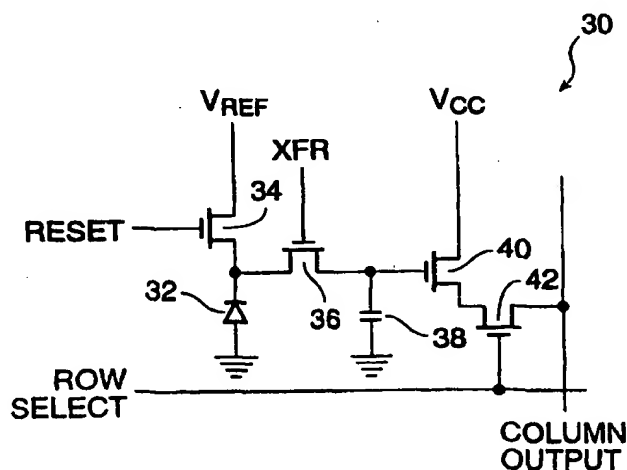 30
VREF
VCC
XFR
34
RESET
40
42
32
36
38
ROW
SELECT
COLUMN
OUTPUT